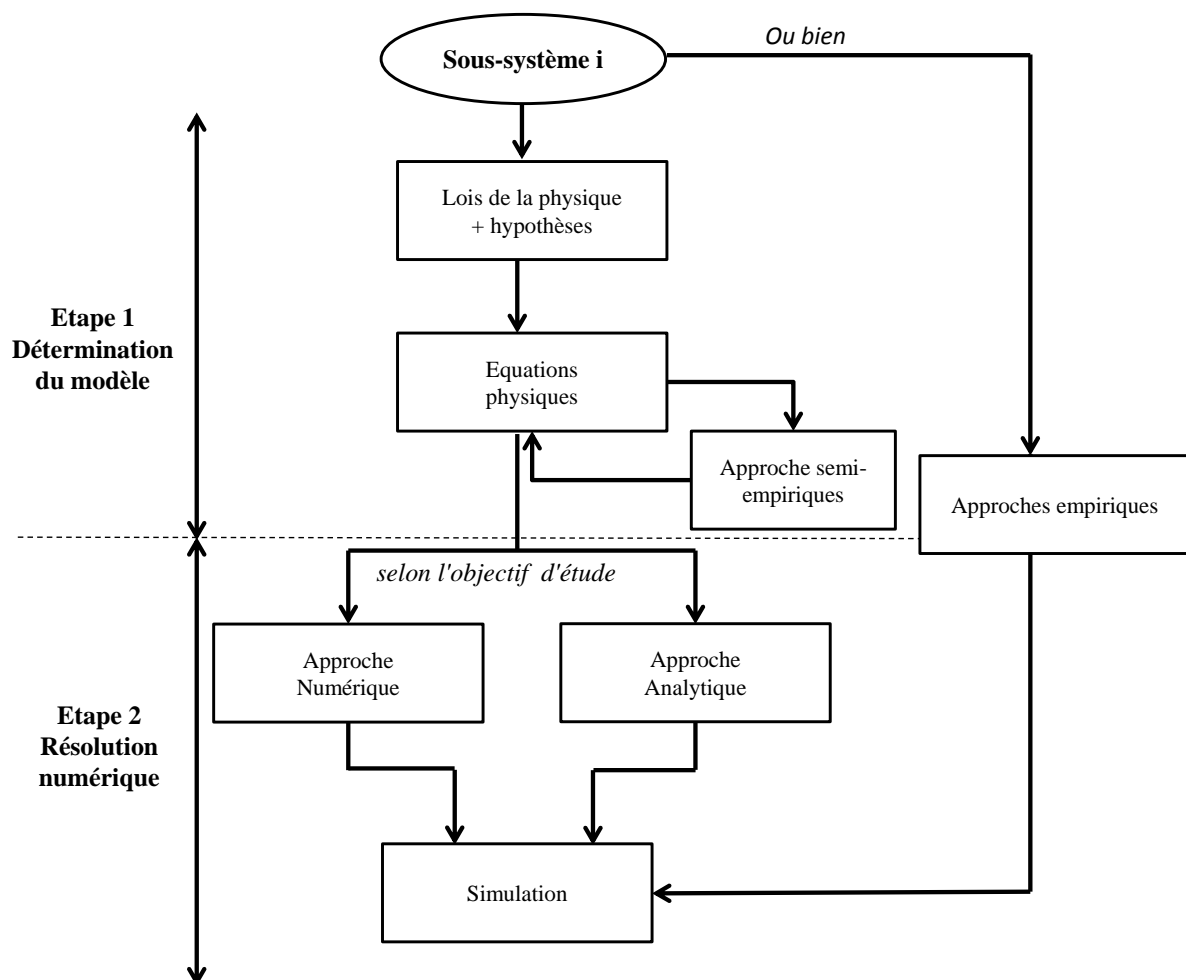 Ou bien
Sous-système i
Lois de la physique
+ hypothèses
Etape 1
Détermination
du modèle
Equations
physiques
Approche semi-
empiriques
Approches empiriques
selon l'objectif d'étude
Approche
Numérique
Approche
Analytique
Etape 2
Résolution
numérique
Simulation